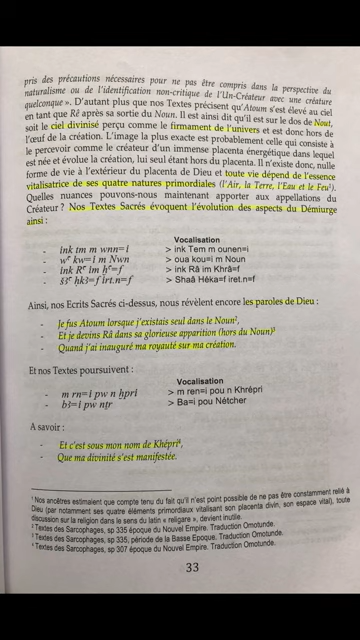 pris des précautions nécessaires pour ne pas être compris dans la perspective du
naturalisme ou de l'identification non-critique de l'Un-Créateur avec une créature
quelconque ». D'autant plus que nos Textes précisent qu'Atoum s'est élevé au ciel
en tant que Rê après sa sortie du Noun. Il est ainsi dit qu'il est sur le dos de Nout,
soit le ciel divinisé perçu comme le firmament de l'univers et est donc hors de
l'œuf de la création. L'image la plus exacte est probablement celle qui consiste à
le percevoir comme le créateur d'un immense placenta énergétique dans lequel
est née et évolue la création, lui seul étant hors du placenta. Il n'existe donc, nulle
forme de vie à l'extérieur du placenta de Dieu et toute vie dépend de l'essence
vitalisatrice de ses quatre natures primordiales (l'Air, la Terre, l'Eau et le Feu¹).
Quelles nuances pouvons-nous maintenant apporter aux appellations du
Créateur ? Nos Textes Sacrés évoquent l'évolution des aspects du Démiurge
ainsi :
Vocalisation
- ink tm m wnn=i > ink Tem m ounen=i
- wꜥ kw=i m Nwn > oua kou=i m Noun
- ink Rꜥ im ḫꜥ=f > ink Râ im Khrâ=f
- š3ꜥ ḥk3=f irt.n=f > Shaâ Héka=f iret.n=f
Ainsi, nos Ecrits Sacrés ci-dessus, nous révèlent encore les paroles de Dieu :
- Je fus Atoum lorsque j'existais seul dans le Noun²,
- Et je devins Râ dans sa glorieuse apparition (hors du Noun)³
- Quand j'ai inauguré ma royauté sur ma création.
Et nos Textes poursuivent :
Vocalisation
- m rn=i pw n ḫpri > m ren=i pou n Khrépri
- b3=i pw nṯr > Ba=i pou Nétcher
A savoir :
- Et c'est sous mon nom de Khépri⁴,
- Que ma divinité s'est manifestée.
¹ Nos ancêtres estimaient que compte tenu du fait qu'il n'est point possible de ne pas être constamment relié à
Dieu (par notamment ses quatre éléments primordiaux vitalisant son placenta divin, son espace vital), toute
discussion sur la religion dans le sens du latin « religare », devient inutile.
² Textes des Sarcophages, sp 335 époque du Nouvel Empire. Traduction Omotunde.
³ Textes des Sarcophages, sp 335, période de la Basse Epoque. Traduction Omotunde.
⁴ Textes des Sarcophages, sp 307 époque du Nouvel Empire. Traduction Omotunde.
33